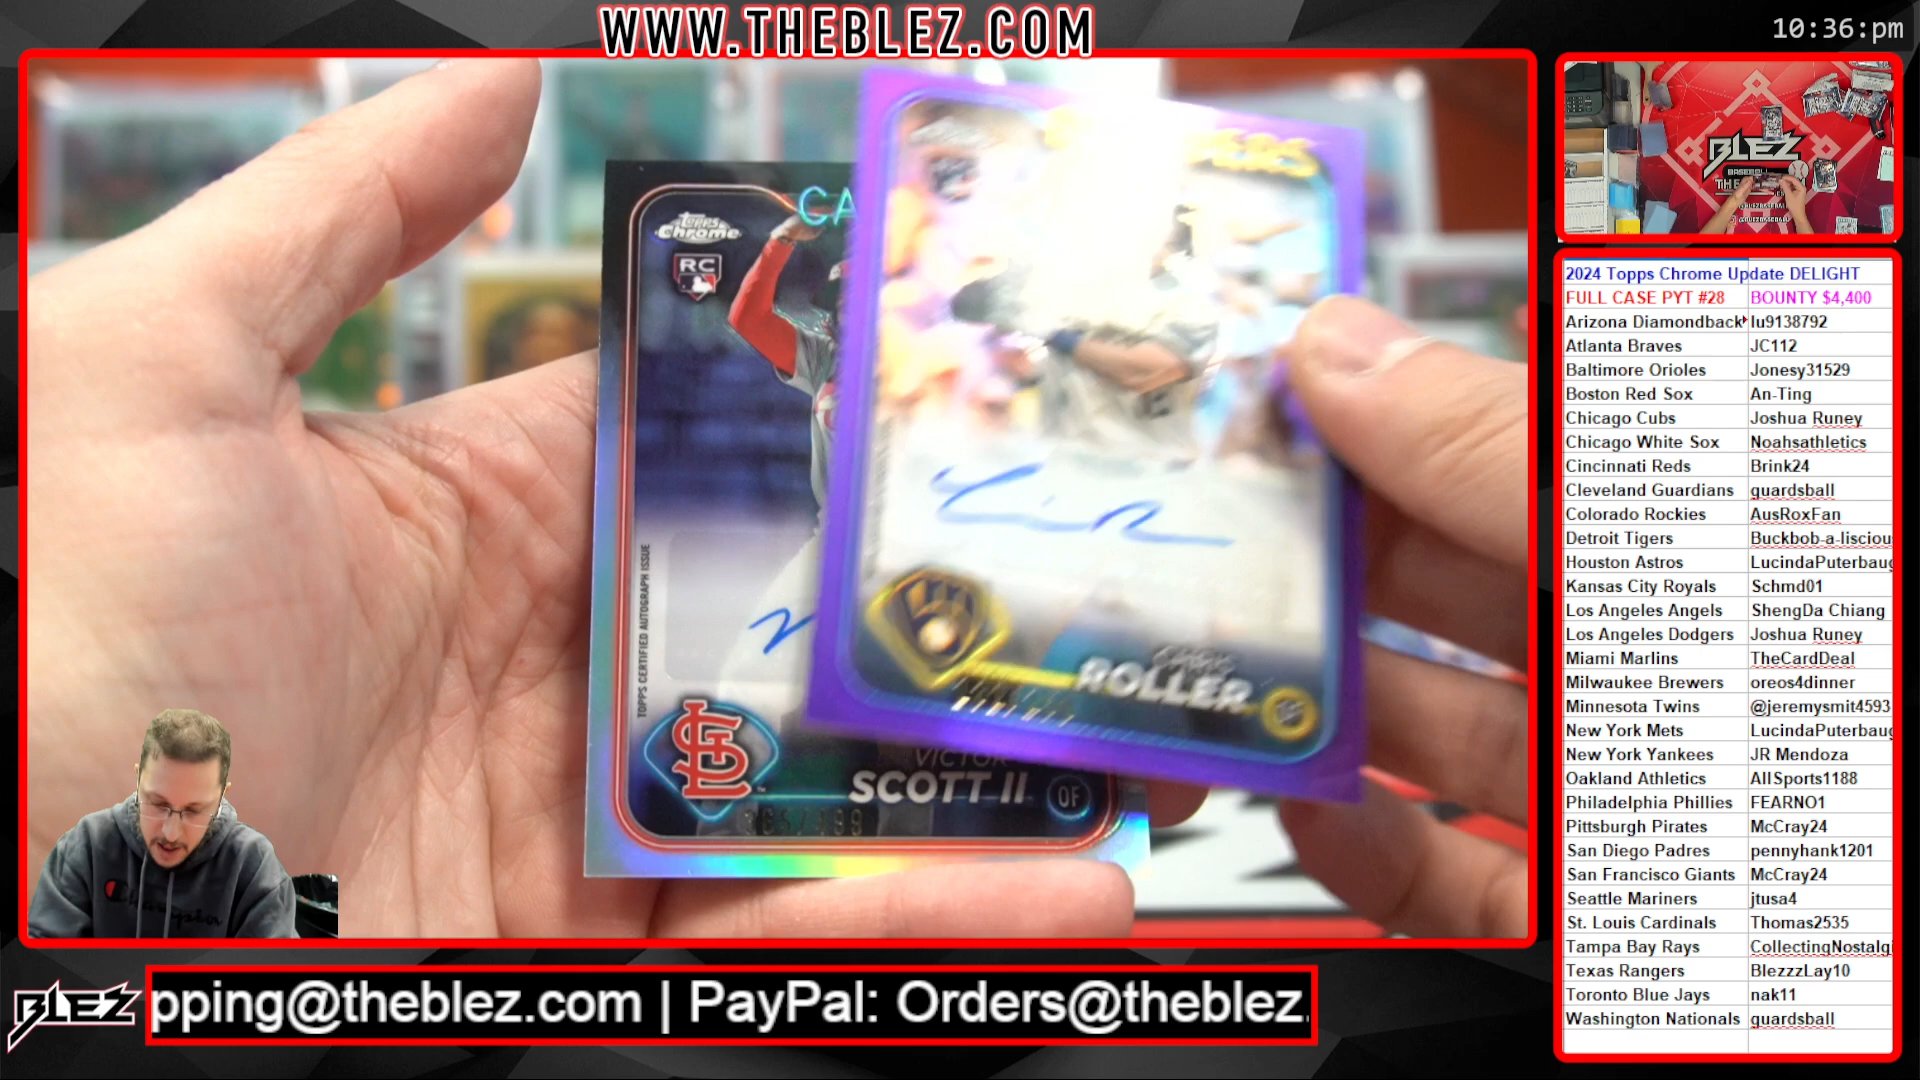 WWW.THEBLEZ.COM
10:36:pm
CA
Topps
Chrome
RC
TOPPS CERTIFIED AUTOGRAPH ISSUE
VICTOR
SCOTT II
OF
ROLLER
BLEZ
BASEBALL
2024 Topps Chrome Update DELIGHT
FULL CASE PYT #28 BOUNTY $4,400
Arizona Diamondback lu9138792
Atlanta Braves JC112
Baltimore Orioles Jonesy31529
Boston Red Sox An-Ting
Chicago Cubs Joshua Runey
Chicago White Sox Noahsathletics
Cincinnati Reds Brink24
Cleveland Guardians guardsball
Colorado Rockies AusRoxFan
Detroit Tigers Buckbob-a-lisciou
Houston Astros LucindaPuterbaug
Kansas City Royals Schmd01
Los Angeles Angels ShengDa Chiang
Los Angeles Dodgers Joshua Runey
Miami Marlins TheCardDeal
Milwaukee Brewers oreos4dinner
Minnesota Twins @jeremysmit4593
New York Mets LucindaPuterbaug
New York Yankees JR Mendoza
Oakland Athletics AllSports1188
Philadelphia Phillies FEARNO1
Pittsburgh Pirates McCray24
San Diego Padres pennyhank1201
San Francisco Giants McCray24
Seattle Mariners jtusa4
St. Louis Cardinals Thomas2535
Tampa Bay Rays CollectingNostalgi
Texas Rangers BlezzzLay10
Toronto Blue Jays nak11
Washington Nationals guardsball
Champion
BLEZ
pping@theblez.com | PayPal: Orders@theblez.